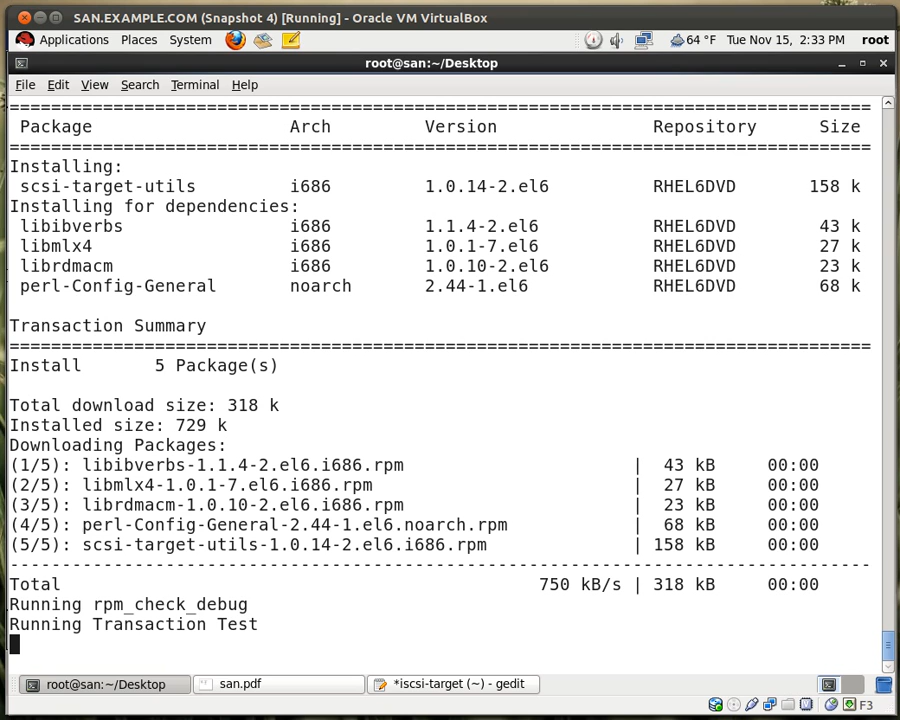 SAN.EXAMPLE.COM (Snapshot 4) [Running] - Oracle VM VirtualBox
Applications Places System 64 °F Tue Nov 15, 2:33 PM root
root@san:~/Desktop
File Edit View Search Terminal Help
================================================================================
Package Arch Version Repository Size
================================================================================
Installing:
scsi-target-utils i686 1.0.14-2.el6 RHEL6DVD 158 k
Installing for dependencies:
libibverbs i686 1.1.4-2.el6 RHEL6DVD 43 k
libmlx4 i686 1.0.1-7.el6 RHEL6DVD 27 k
librdmacm i686 1.0.10-2.el6 RHEL6DVD 23 k
perl-Config-General noarch 2.44-1.el6 RHEL6DVD 68 k
Transaction Summary
================================================================================
Install 5 Package(s)
Total download size: 318 k
Installed size: 729 k
Downloading Packages:
(1/5): libibverbs-1.1.4-2.el6.i686.rpm | 43 kB 00:00
(2/5): libmlx4-1.0.1-7.el6.i686.rpm | 27 kB 00:00
(3/5): librdmacm-1.0.10-2.el6.i686.rpm | 23 kB 00:00
(4/5): perl-Config-General-2.44-1.el6.noarch.rpm | 68 kB 00:00
(5/5): scsi-target-utils-1.0.14-2.el6.i686.rpm | 158 kB 00:00
--------------------------------------------------------------------------------
Total 750 kB/s | 318 kB 00:00
Running rpm_check_debug
Running Transaction Test
root@san:~/Desktop san.pdf *iscsi-target (~) - gedit
F3